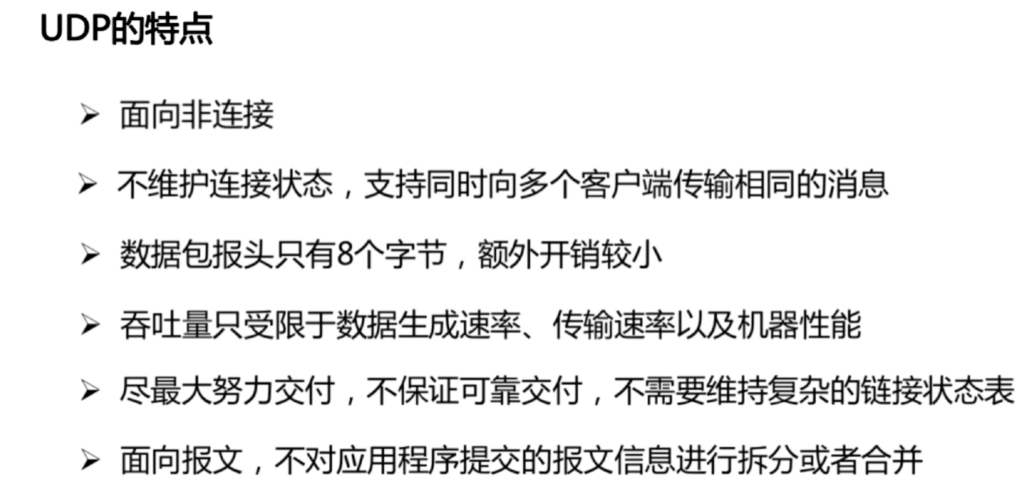 UDP的特点
➢ 面向非连接
➢ 不维护连接状态，支持同时向多个客户端传输相同的消息
➢ 数据包报头只有8个字节，额外开销较小
➢ 吞吐量只受限于数据生成速率、传输速率以及机器性能
➢ 尽最大努力交付，不保证可靠交付，不需要维持复杂的链接状态表
➢ 面向报文，不对应用程序提交的报文信息进行拆分或者合并